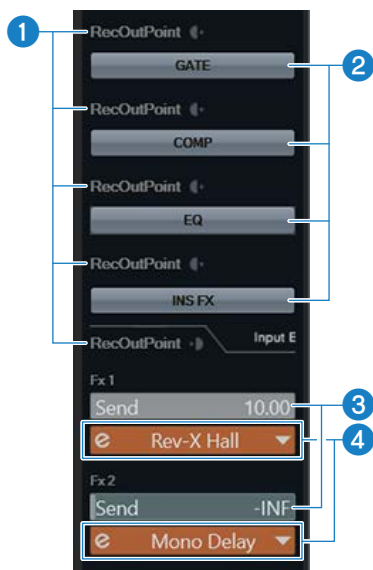 1
RecOutPoint
GATE
2
RecOutPoint
COMP
RecOutPoint
EQ
RecOutPoint
INS FX
RecOutPoint
Input E
Fx 1
Send 10.00
3
e Rev-X Hall
4
Fx 2
Send -INF
e Mono Delay